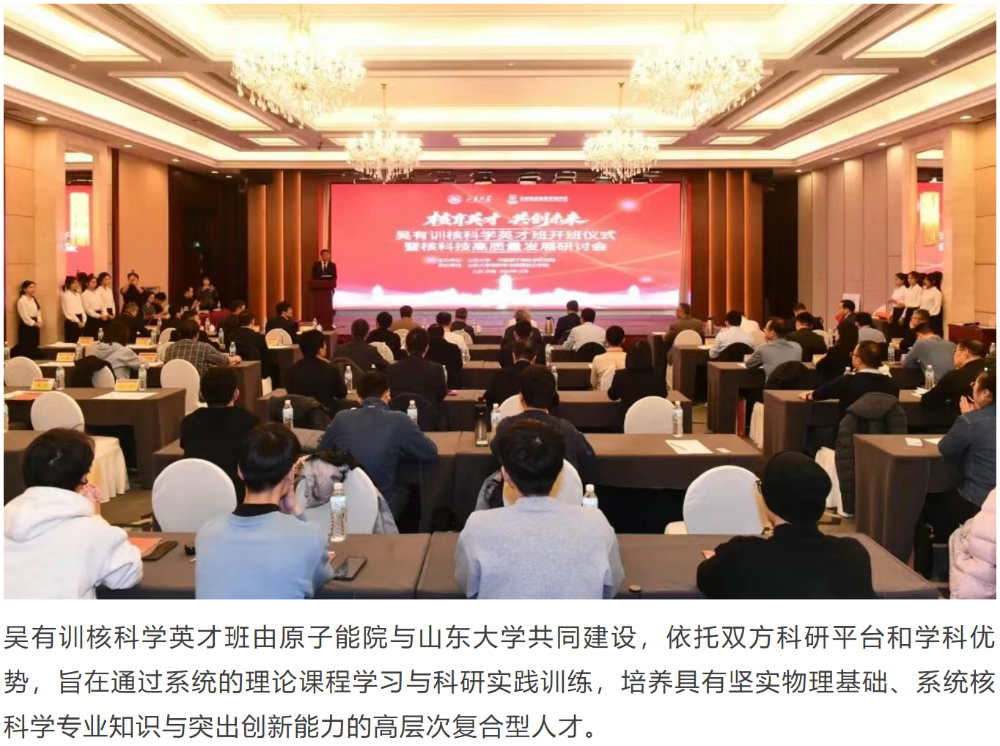 山东大学
核育英才 共创未来
吴有训核科学英才班开班仪式
暨核科技高质量发展研讨会
吴有训核科学英才班由原子能院与山东大学共同建设，依托双方科研平台和学科优
势，旨在通过系统的理论课程学习与科研实践训练，培养具有坚实物理基础、系统核
科学专业知识与突出创新能力的高层次复合型人才。